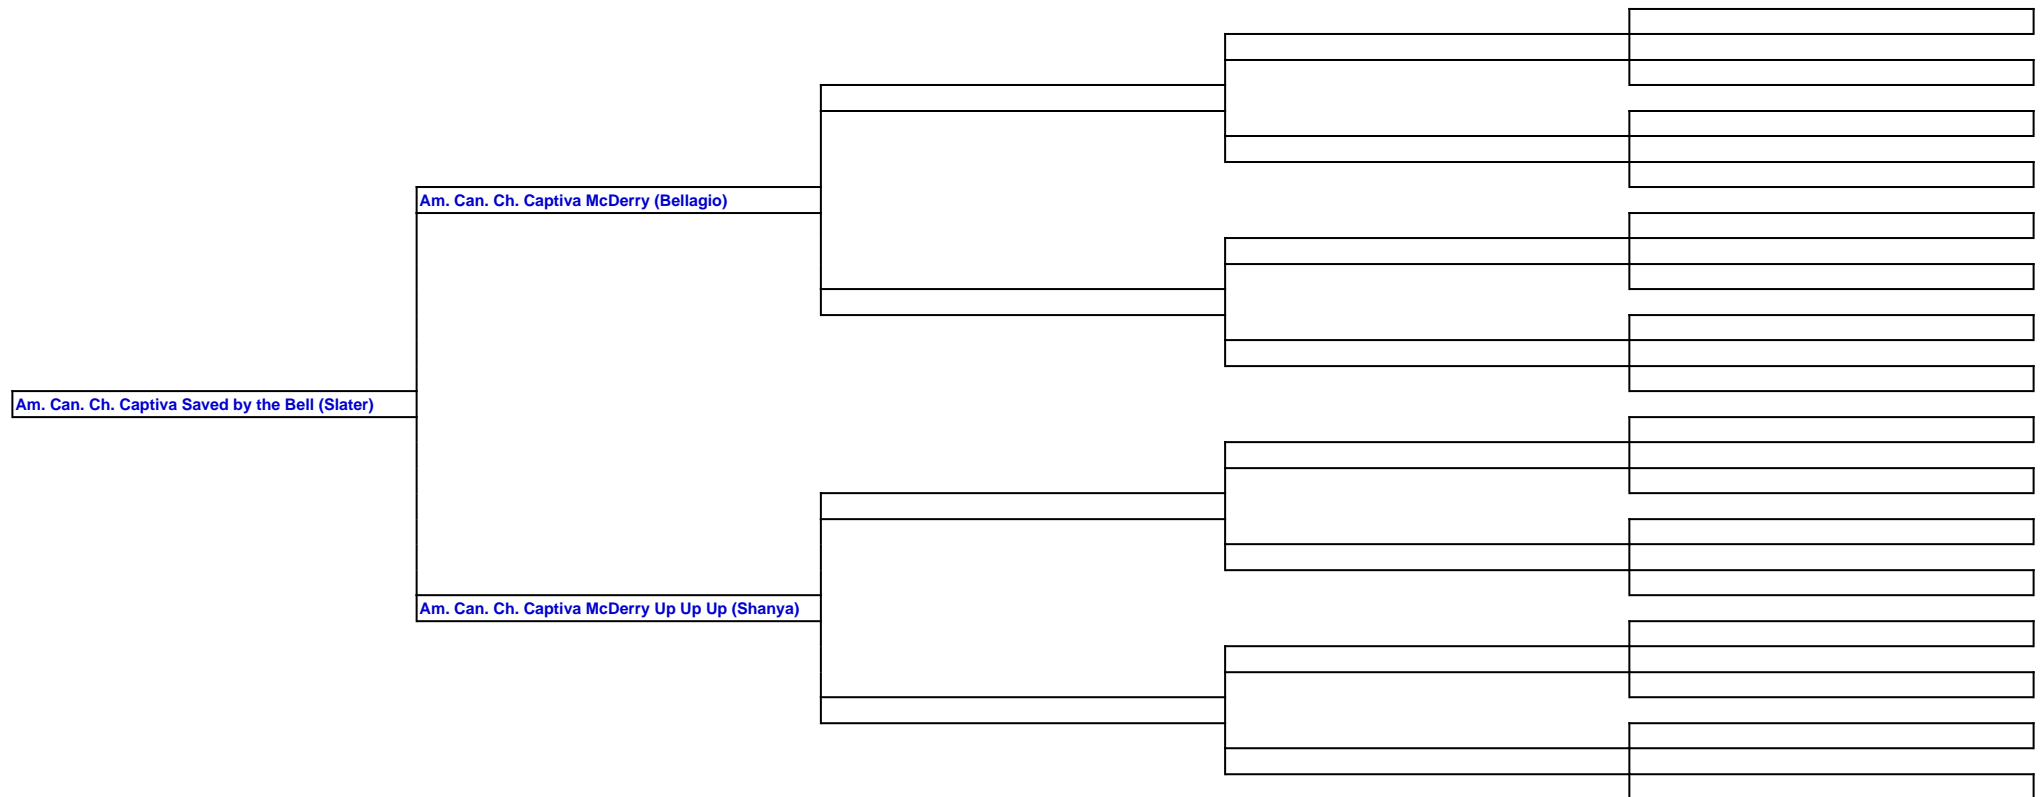 Am. Can. Ch. Captiva McDerry (Bellagio)
Am. Can. Ch. Captiva Saved by the Bell (Slater)
Am. Can. Ch. Captiva McDerry Up Up Up (Shanya)